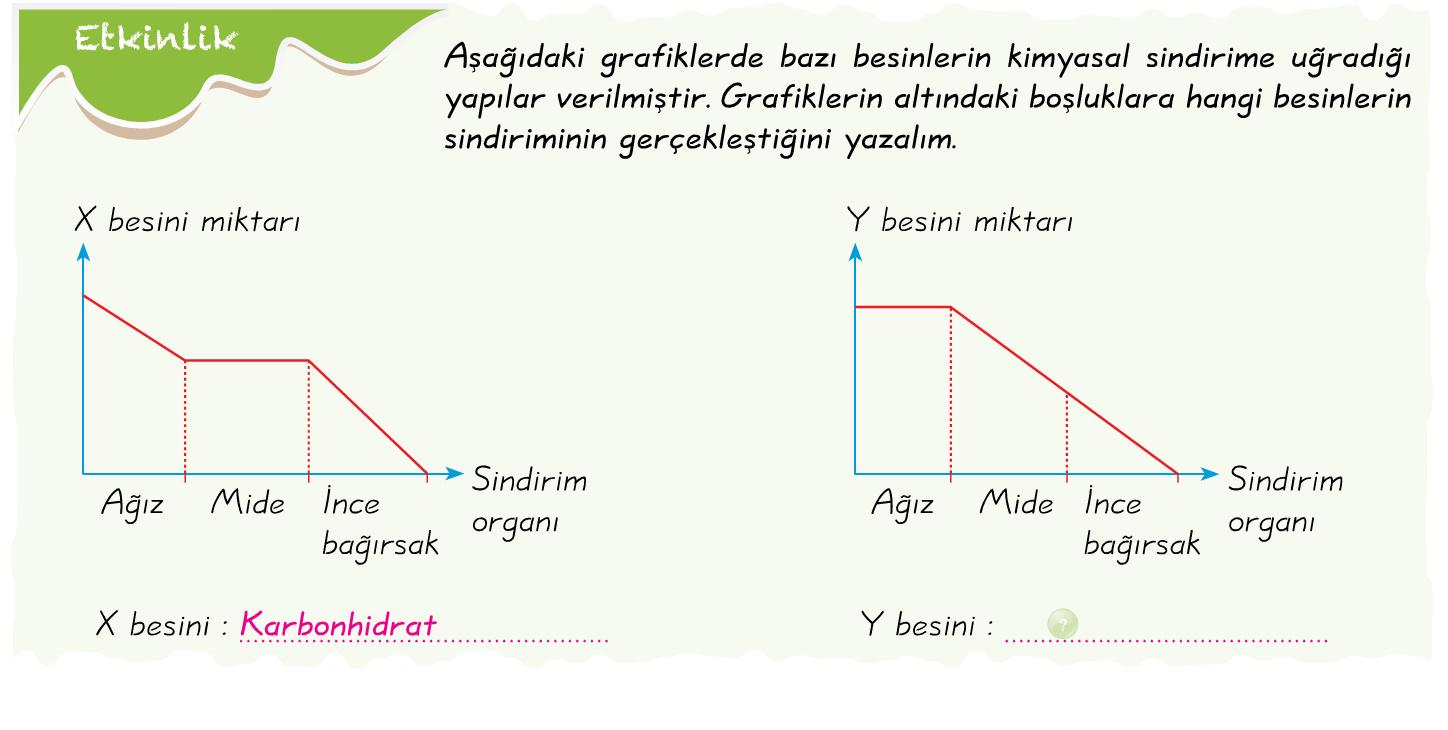 Etkinlik
Aşağıdaki grafiklerde bazı besinlerin kimyasal sindirime uğradığı
yapılar verilmiştir. Grafiklerin altındaki boşluklara hangi besinlerin
sindiriminin gerçekleştiğini yazalım.
X besini miktarı
Ağız Mide İnce
bağırsak
Sindirim
organı
X besini : Karbonhidrat
Y besini miktarı
Ağız Mide İnce
bağırsak
Sindirim
organı
Y besini : ?